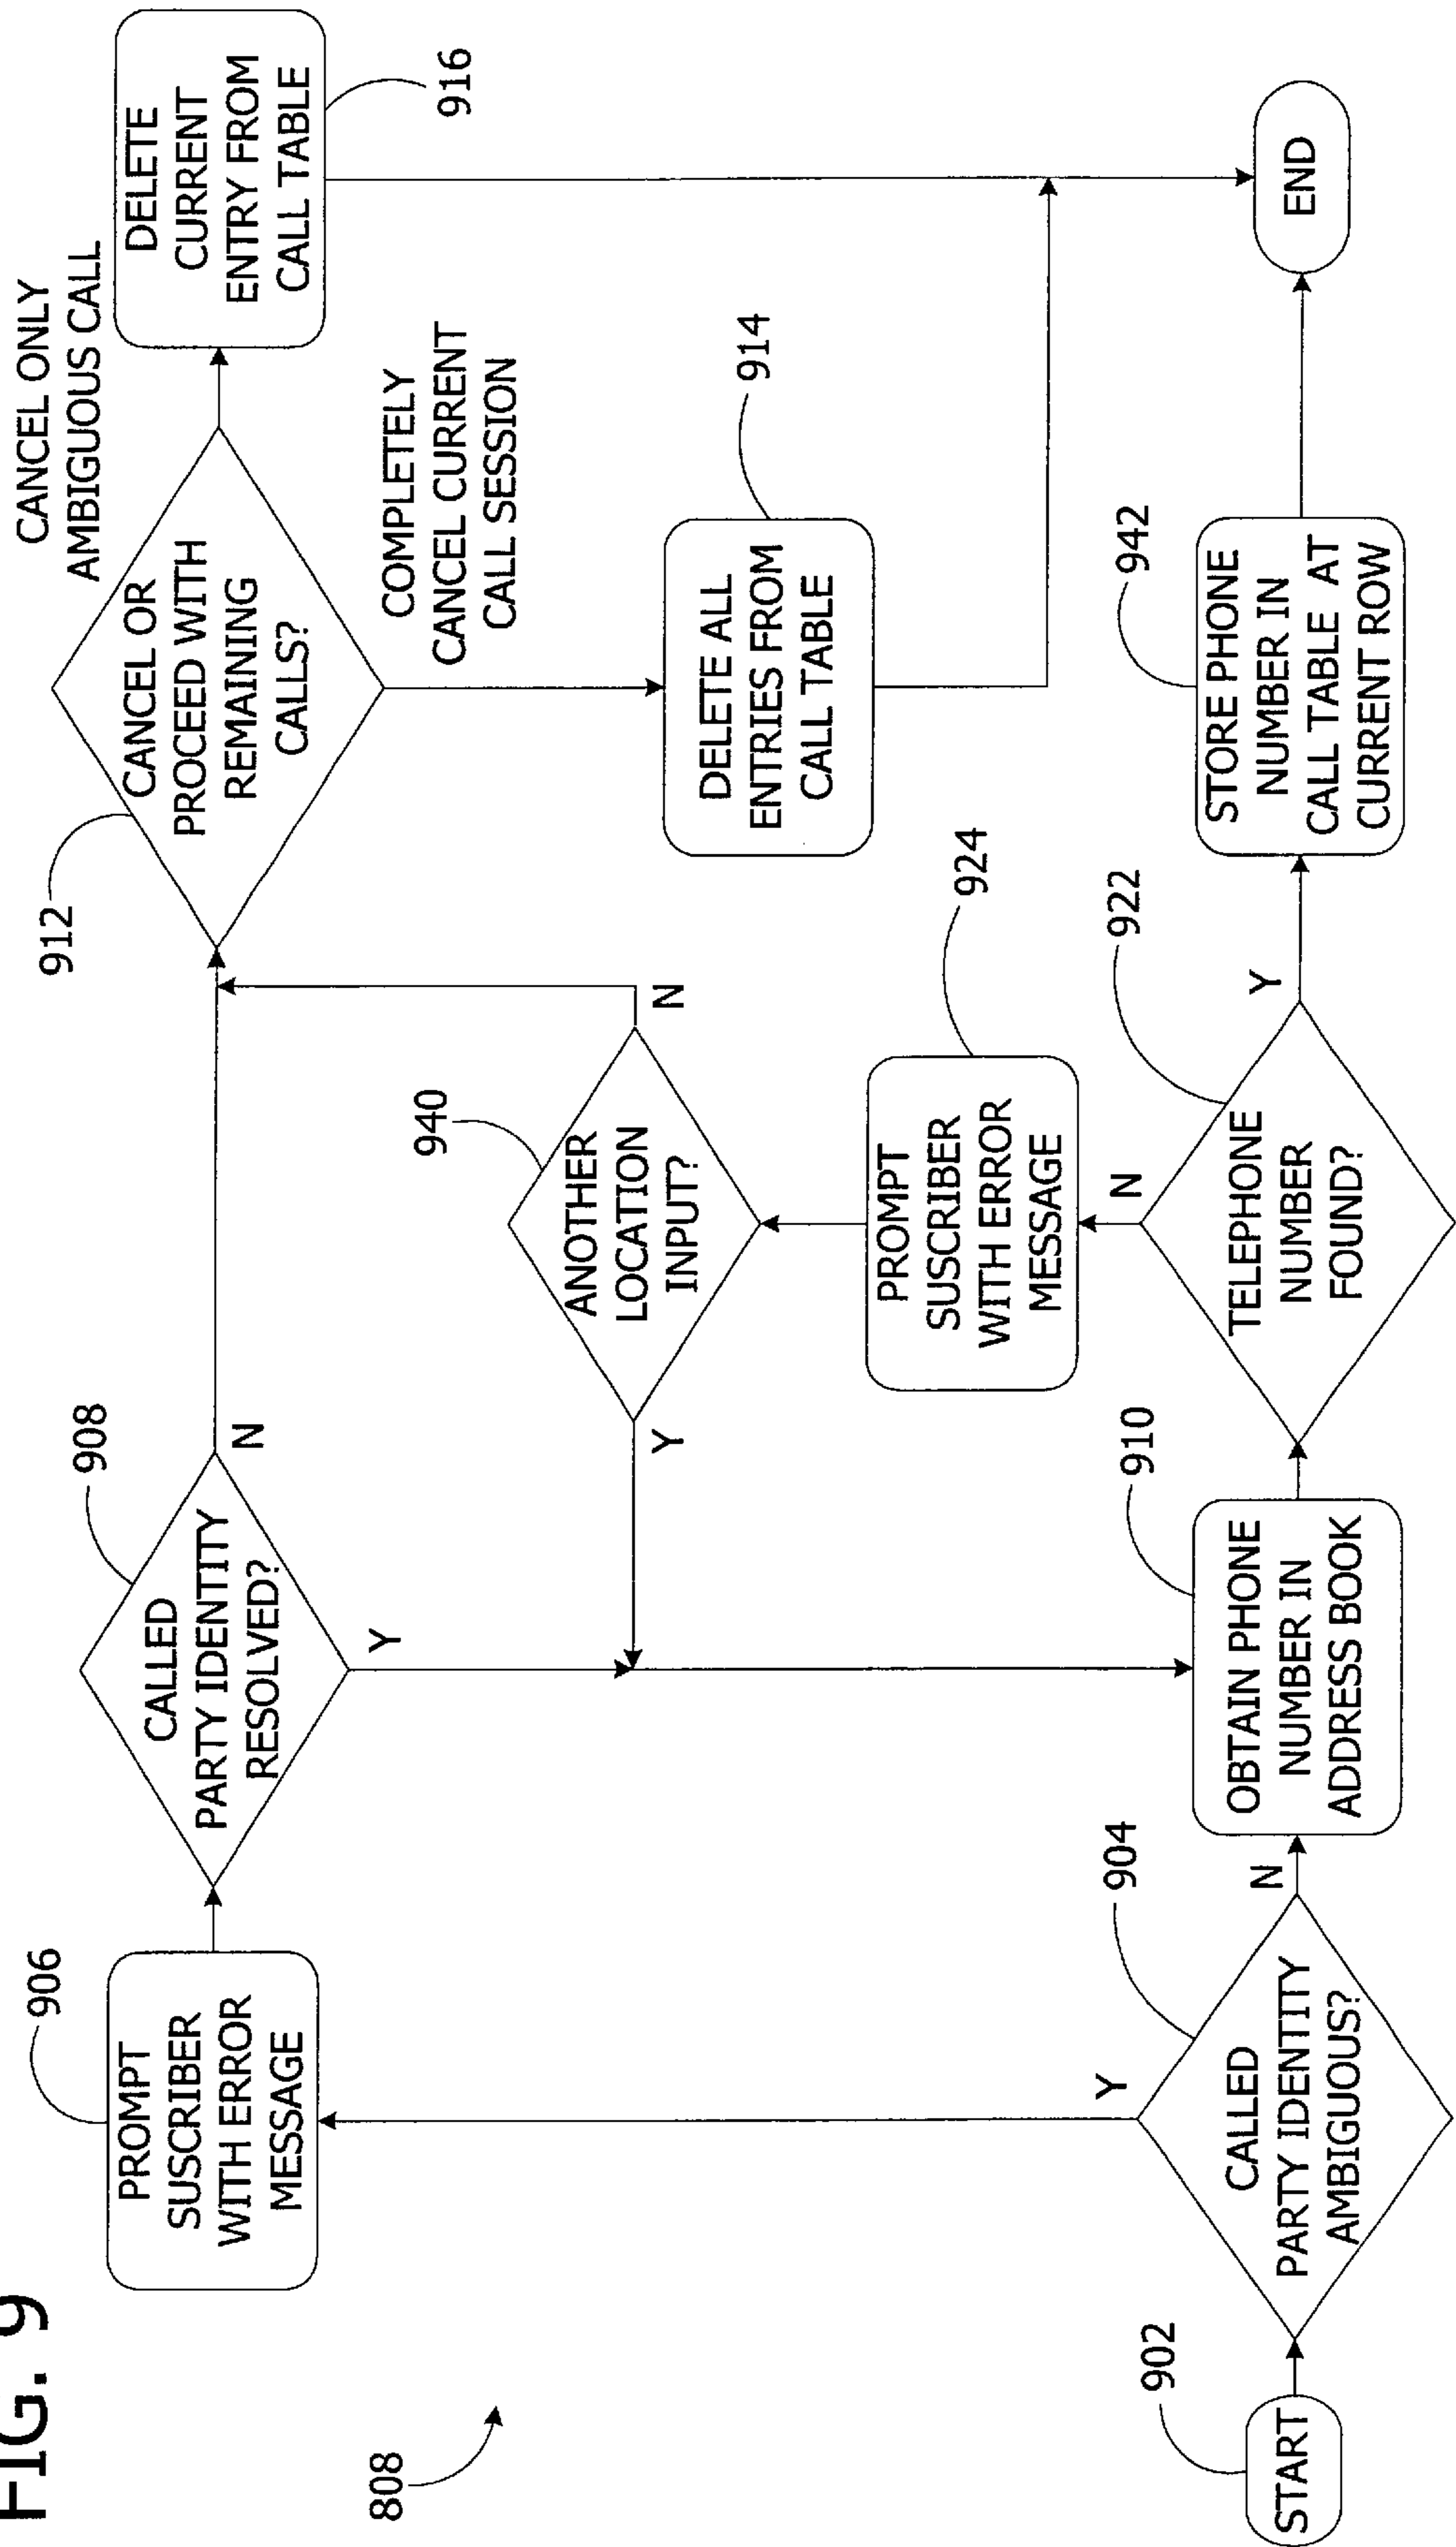 FIG. 9
808
902
START
904
CALLED
PARTY IDENTITY
AMBIGUOUS?
Y
N
906
PROMPT
SUSCRIBER
WITH ERROR
MESSAGE
908
CALLED
PARTY IDENTITY
RESOLVED?
N
Y
910
OBTAIN PHONE
NUMBER IN
ADDRESS BOOK
922
TELEPHONE
NUMBER
FOUND?
N
Y
924
PROMPT
SUSCRIBER
WITH ERROR
MESSAGE
940
ANOTHER
LOCATION
INPUT?
Y
N
912
CANCEL OR
PROCEED WITH
REMAINING
CALLS?
CANCEL ONLY
AMBIGUOUS CALL
COMPLETELY
CANCEL CURRENT
CALL SESSION
914
DELETE ALL
ENTRIES FROM
CALL TABLE
916
DELETE
CURRENT
ENTRY FROM
CALL TABLE
942
STORE PHONE
NUMBER IN
CALL TABLE AT
CURRENT ROW
END